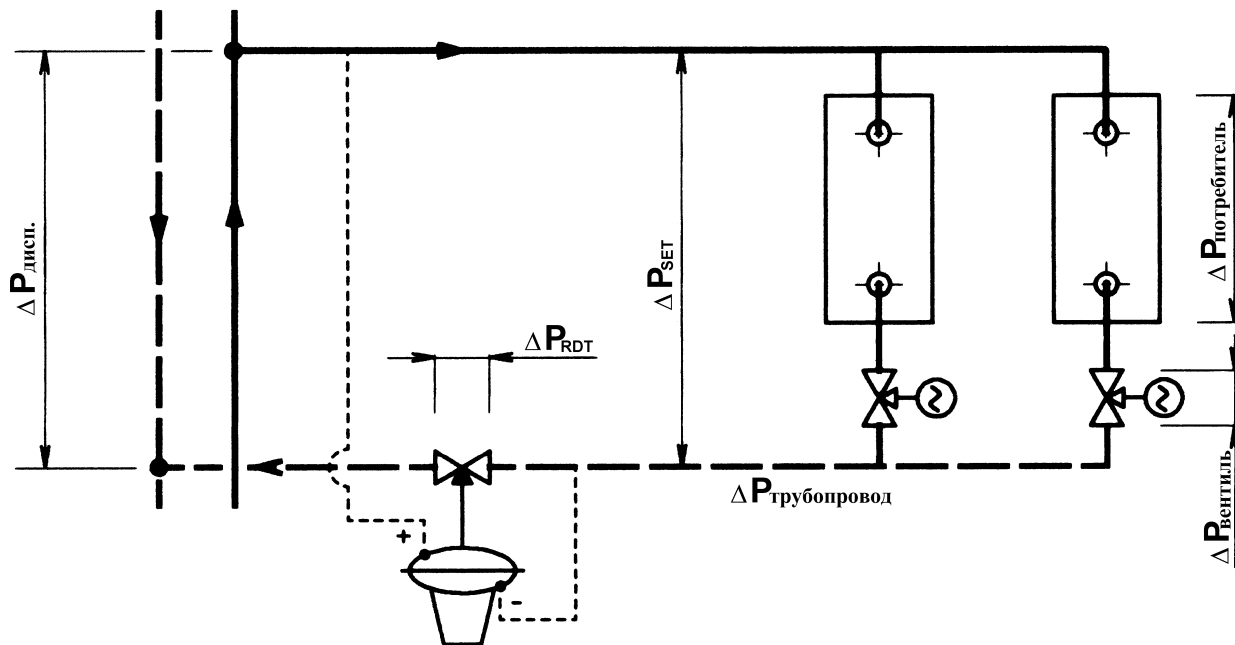 ΔPдисп.
ΔPRDT
ΔPSET
ΔPпотребитель
ΔPвентиль
ΔPтрубопровод
+
-